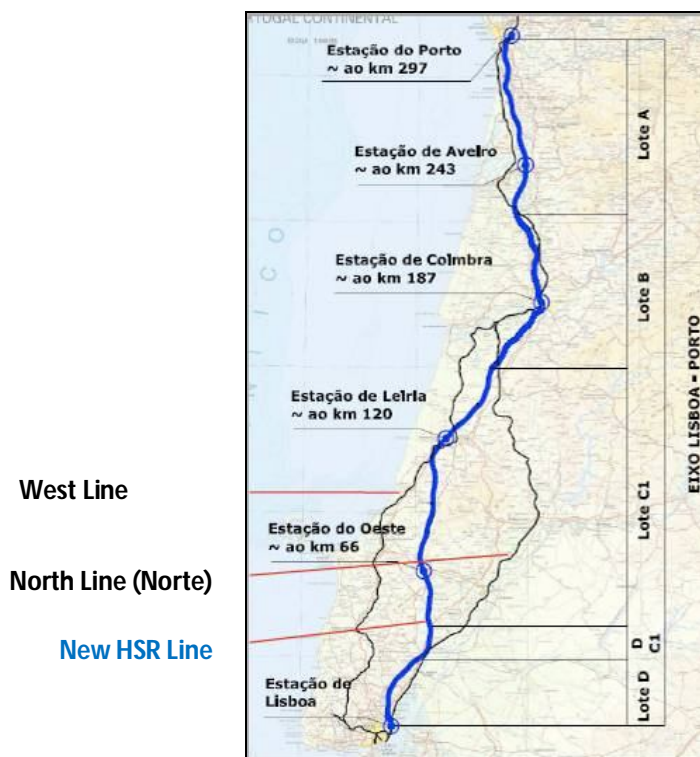 RTUGAL CONTINENTAL
Estação do Porto
~ ao km 297
Estação de Aveiro
~ ao km 243
Estação de Coimbra
~ ao km 187
Estação de Leiria
~ ao km 120
West Line
Estação do Oeste
~ ao km 66
North Line (Norte)
New HSR Line
Estação de
Lisboa
Lote A
Lote B
Lote C1
D
C1
Lote D
EIXO LISBOA - PORTO